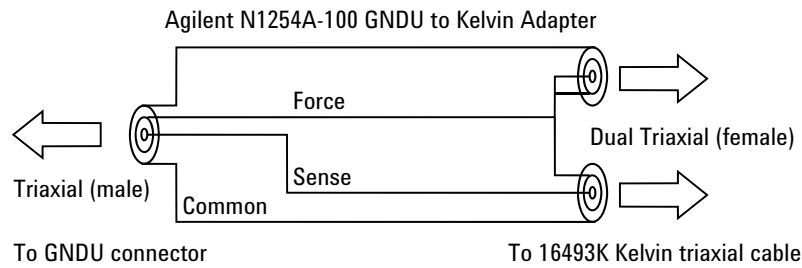 Agilent N1254A-100 GNDU to Kelvin Adapter
Force
Dual Triaxial (female)
Sense
Triaxial (male)
Common
To GNDU connector
To 16493K Kelvin triaxial cable